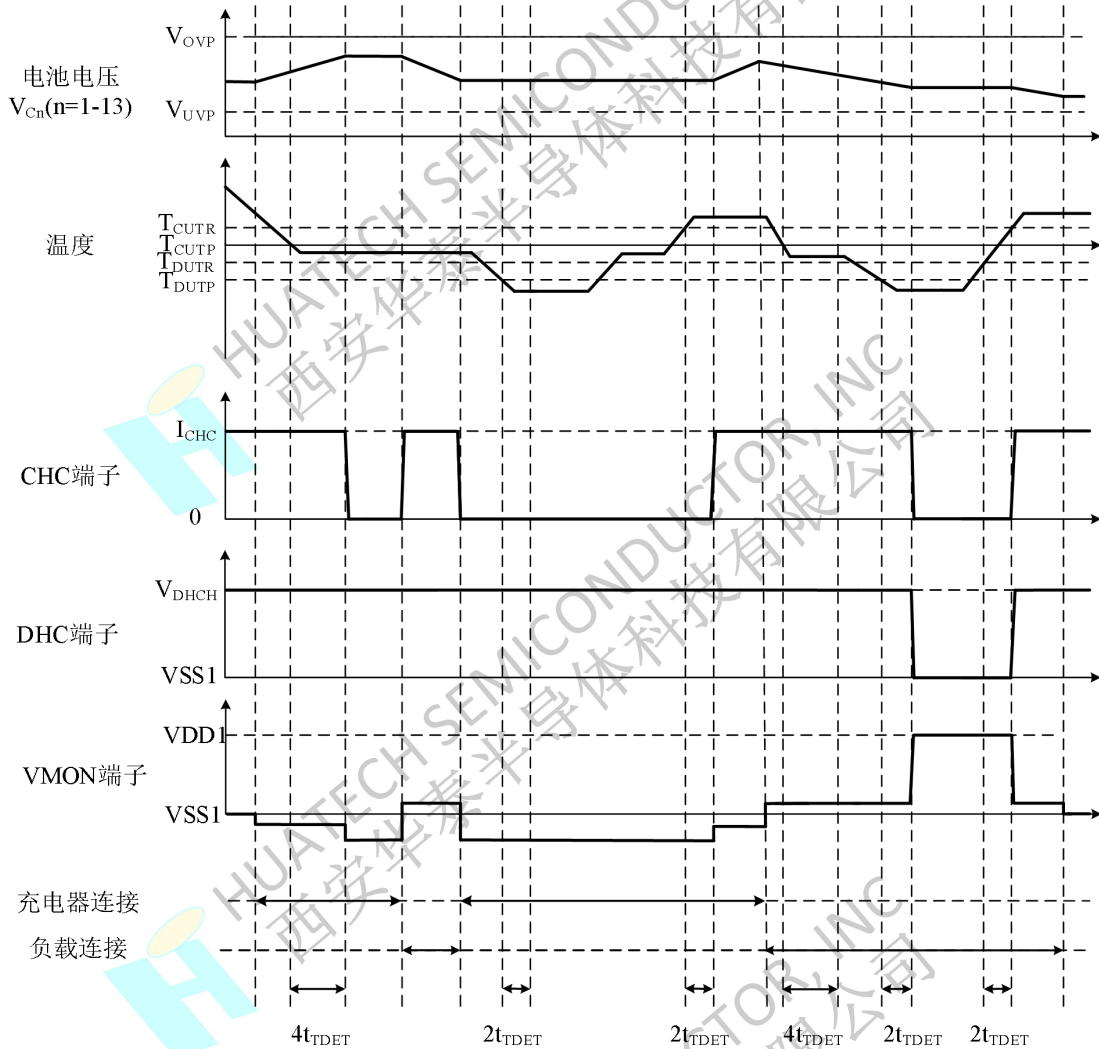 V_OVP
电池电压
V_Cn(n=1-13)
V_UVP
T_CUTR
温度
T_CUTP
T_DUTR
T_DUTP
I_CHC
CHC端子
0
V_DHCH
DHC端子
VSS1
VDD1
VMON端子
VSS1
充电器连接
负载连接
4t_TDET 2t_TDET 2t_TDET 4t_TDET 2t_TDET 2t_TDET
HUATECH SEMICONDUCTOR, INC
西安华泰半导体科技有限公司
HUATECH SEMICONDUCTOR, INC
西安华泰半导体科技有限公司